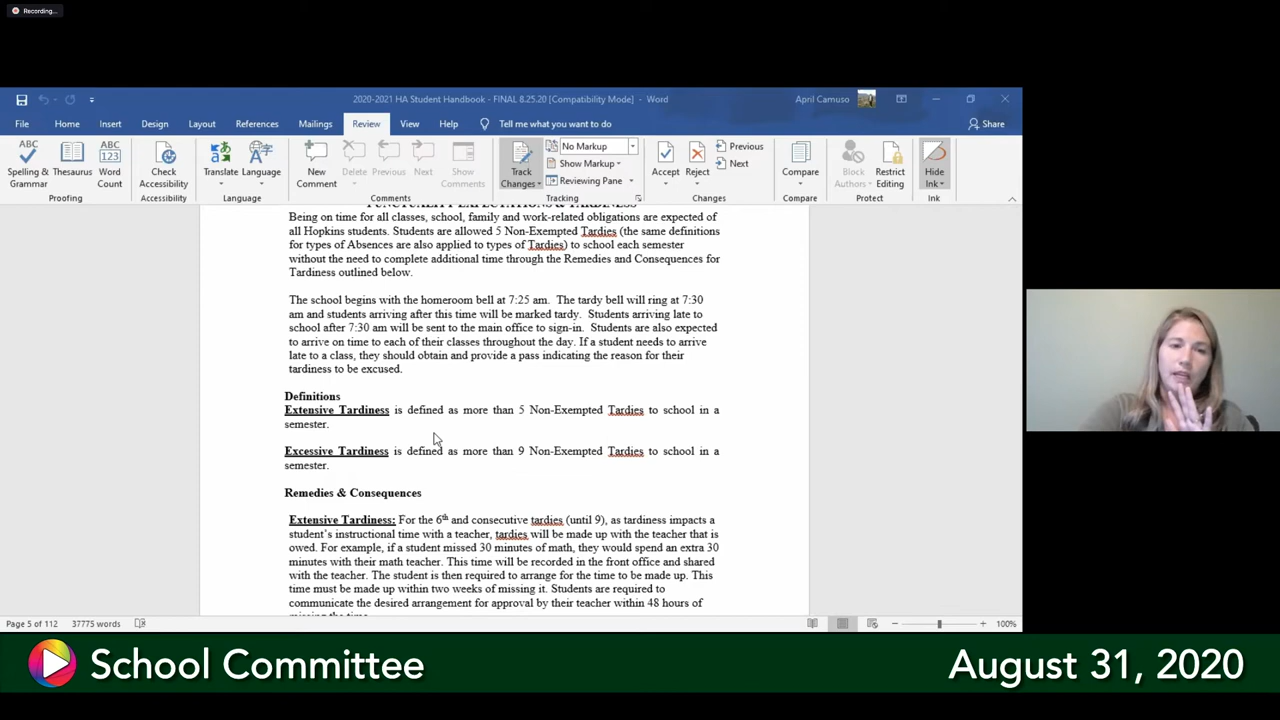 Recording...
2020-2021 HA Student Handbook - FINAL 8.25.20 [Compatibility Mode] - Word
April Camuso
File Home Insert Design Layout References Mailings Review View Help Tell me what you want to do
Share
Spelling & Grammar
Thesaurus
Word Count
Proofing
Check Accessibility
Accessibility
Translate
Language
Language
New Comment
Delete
Previous
Next
Show Comments
Comments
Track Changes
No Markup
Show Markup
Reviewing Pane
Tracking
Accept
Reject
Previous
Next
Changes
Compare
Compare
Block Authors
Restrict Editing
Protect
Hide Ink
Ink
PUNCTUALITY EXPECTATIONS & TARDINESS
Being on time for all classes, school, family and work-related obligations are expected of
all Hopkins students. Students are allowed 5 Non-Exempted Tardies (the same definitions
for types of Absences are also applied to types of Tardies) to school each semester
without the need to complete additional time through the Remedies and Consequences for
Tardiness outlined below.
The school begins with the homeroom bell at 7:25 am. The tardy bell will ring at 7:30
am and students arriving after this time will be marked tardy. Students arriving late to
school after 7:30 am will be sent to the main office to sign-in. Students are also expected
to arrive on time to each of their classes throughout the day. If a student needs to arrive
late to a class, they should obtain and provide a pass indicating the reason for their
tardiness to be excused.
Definitions
Extensive Tardiness is defined as more than 5 Non-Exempted Tardies to school in a
semester.
Excessive Tardiness is defined as more than 9 Non-Exempted Tardies to school in a
semester.
Remedies & Consequences
Extensive Tardiness: For the 6th and consecutive tardies (until 9), as tardiness impacts a
student's instructional time with a teacher, tardies will be made up with the teacher that is
owed. For example, if a student missed 30 minutes of math, they would spend an extra 30
minutes with their math teacher. This time will be recorded in the front office and shared
with the teacher. The student is then required to arrange for the time to be made up. This
time must be made up within two weeks of missing it. Students are required to
communicate the desired arrangement for approval by their teacher within 48 hours of
missing the time.
Page 5 of 112 37775 words
100%
School Committee
August 31, 2020